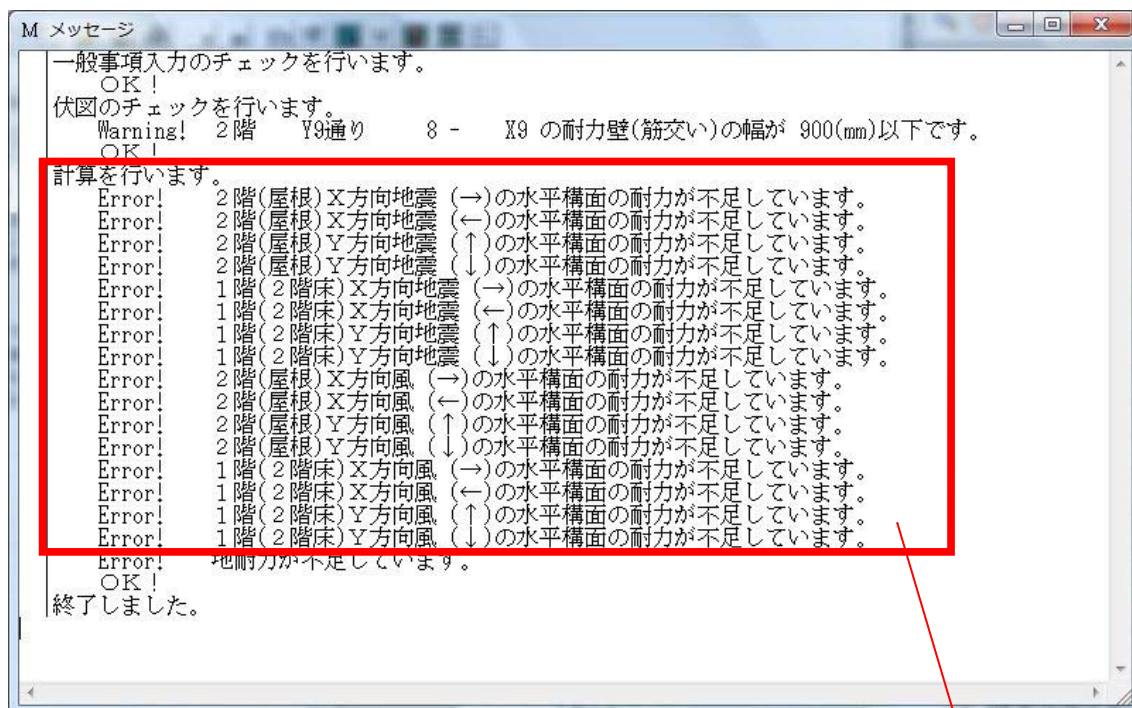 M メッセージ
一般事項入力のチェックを行います。
OK！
伏図のチェックを行います。
Warning! 2階 Y9通り 8 - X9 の耐力壁(筋交い)の幅が 900(mm)以下です。
OK！
計算を行います。
Error! 2階(屋根)X方向地震 (→)の水平構面の耐力が不足しています。
Error! 2階(屋根)X方向地震 (←)の水平構面の耐力が不足しています。
Error! 2階(屋根)Y方向地震 (↑)の水平構面の耐力が不足しています。
Error! 2階(屋根)Y方向地震 (↓)の水平構面の耐力が不足しています。
Error! 1階(2階床)X方向地震 (→)の水平構面の耐力が不足しています。
Error! 1階(2階床)X方向地震 (←)の水平構面の耐力が不足しています。
Error! 1階(2階床)Y方向地震 (↑)の水平構面の耐力が不足しています。
Error! 1階(2階床)Y方向地震 (↓)の水平構面の耐力が不足しています。
Error! 2階(屋根)X方向風 (→)の水平構面の耐力が不足しています。
Error! 2階(屋根)X方向風 (←)の水平構面の耐力が不足しています。
Error! 2階(屋根)Y方向風 (↑)の水平構面の耐力が不足しています。
Error! 2階(屋根)Y方向風 (↓)の水平構面の耐力が不足しています。
Error! 1階(2階床)X方向風 (→)の水平構面の耐力が不足しています。
Error! 1階(2階床)X方向風 (←)の水平構面の耐力が不足しています。
Error! 1階(2階床)Y方向風 (↑)の水平構面の耐力が不足しています。
Error! 1階(2階床)Y方向風 (↓)の水平構面の耐力が不足しています。
Error! 地耐力が不足しています。
OK！
終了しました。